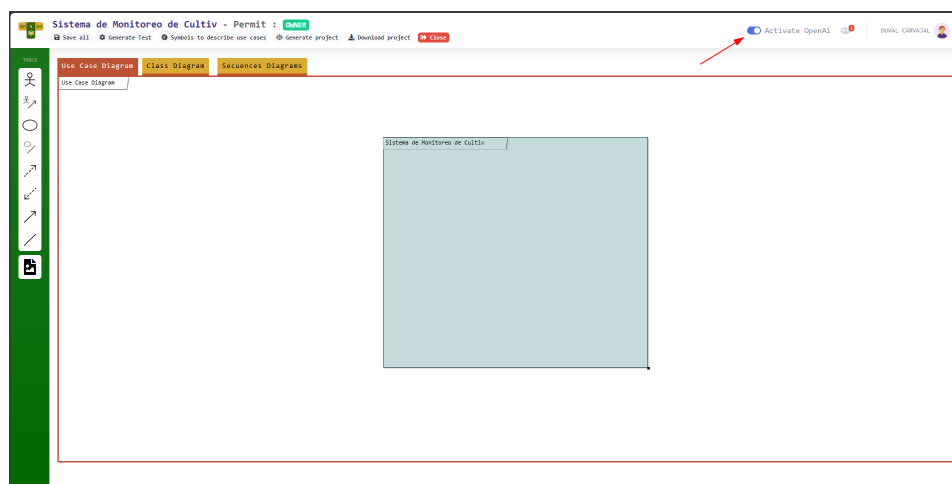 Sistema de Monitoreo de Cultiv - Permit : OWNER
Save all Generate Test Symbols to describe use cases Generate project Download project Close
Activate OpenAi
DUVAL CARVAJAL
TOOLS
Use Case Diagram Class Diagram Secuences Diagrams
Use Case Diagram
Sistema de Monitoreo de Cultiv